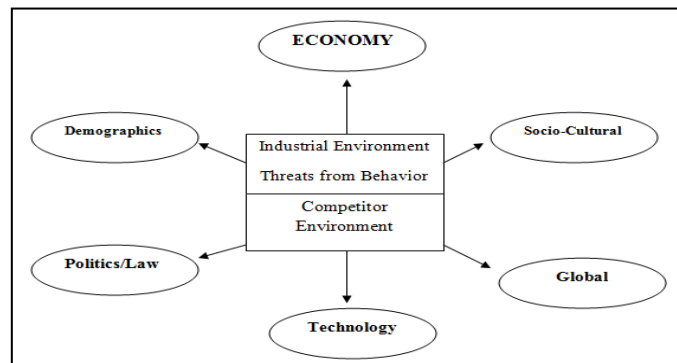 ECONOMY
Demographics
Socio-Cultural
Industrial Environment
Threats from Behavior
Competitor
Environment
Politics/Law
Global
Technology